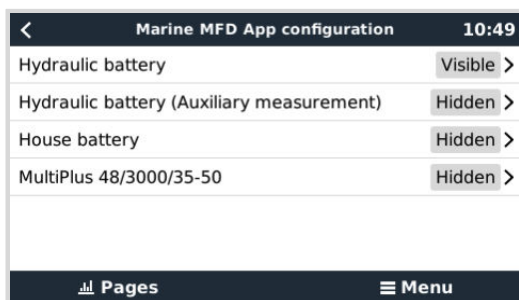 Marine MFD App configuration 10:49
Hydraulic battery Visible
Hydraulic battery (Auxiliary measurement) Hidden
House battery Hidden
MultiPlus 48/3000/35-50 Hidden
Pages Menu